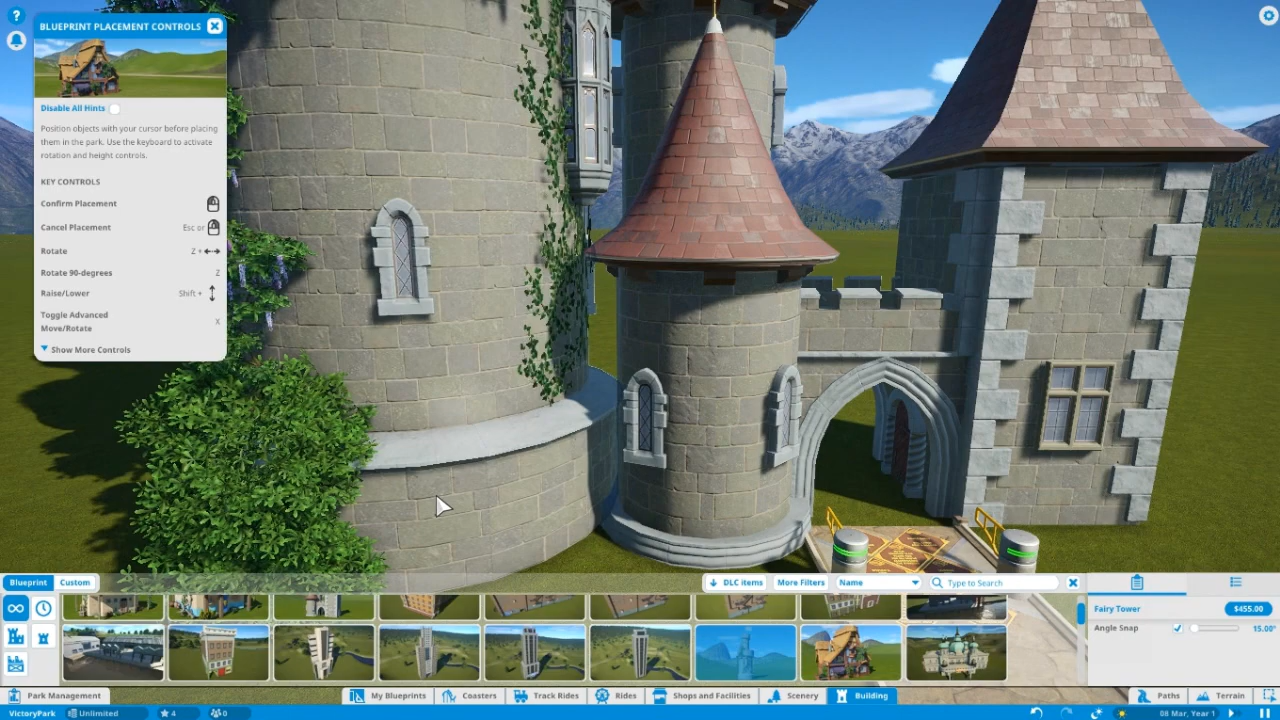 BLUEPRINT PLACEMENT CONTROLS
Disable All Hints
Position objects with your cursor before placing
them in the park. Use the keyboard to activate
rotation and height controls.
KEY CONTROLS
Confirm Placement
Cancel Placement Esc or
Rotate Z +
Rotate 90-degrees Z
Raise/Lower Shift +
Toggle Advanced
Move/Rotate X
Show More Controls
Blueprint Custom DLC items More Filters Name Type to Search
Fairy Tower $455.00
Angle Snap 15.00°
Park Management My Blueprints Coasters Track Rides Rides Shops and Facilities Scenery Building Paths Terrain
VictoryPark Unlimited 4 0 08 Mar, Year 1